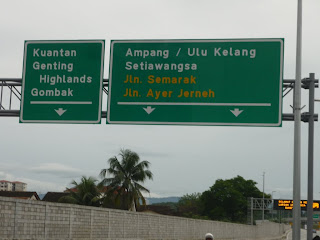 Kuantan
Genting
Highlands
Gombak
Ampang / Ulu Kelang
Setiawangsa
Jln. Semarak
Jln. Ayer Jerneh